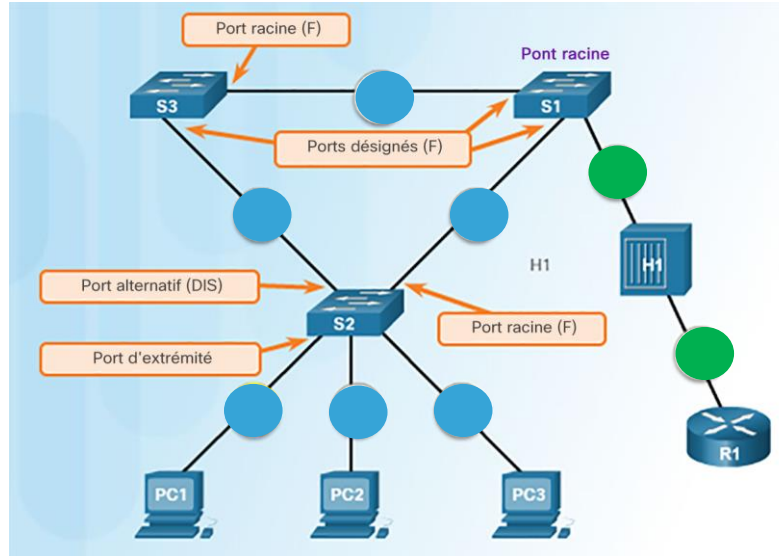 Port racine (F)
Pont racine
S3
S1
Ports désignés (F)
H1
H1
Port alternatif (DIS)
S2
Port racine (F)
Port d'extrémité
R1
PC1
PC2
PC3